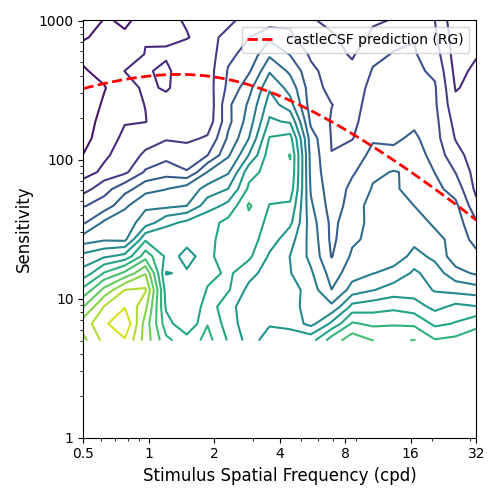 1000
castleCSF prediction (RG)
100
Sensitivity
10
1
0.5 1 2 4 8 16 32
Stimulus Spatial Frequency (cpd)